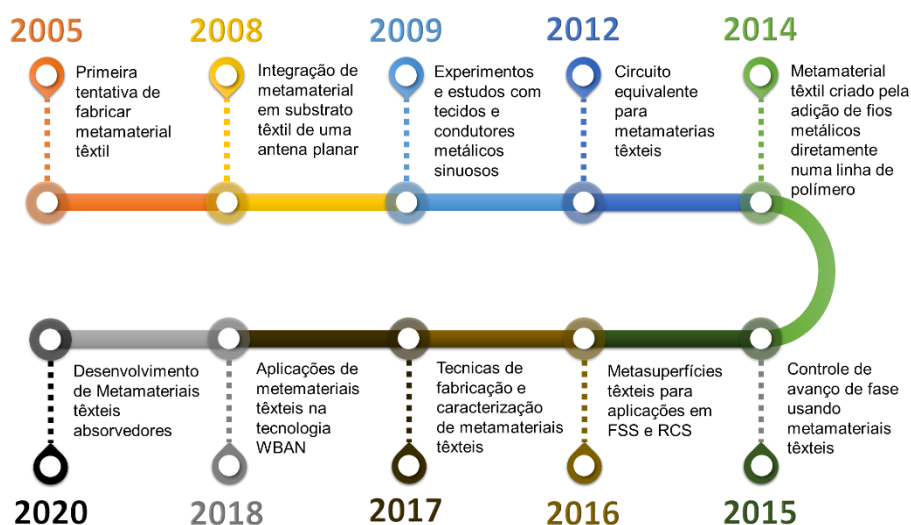 2005
Primeira
tentativa de
fabricar
metamaterial
têxtil
2008
Integração de
metamaterial
em substrato
têxtil de uma
antena planar
2009
Experimentos
e estudos com
tecidos e
condutores
metálicos
sinuosos
2012
Circuito
equivalente
para
metamaterias
têxteis
2014
Metamaterial
têxtil criado pela
adição de fios
metálicos
diretamente
numa linha de
polímero
Controle de
avanço de fase
usando
metamateriais
têxteis
2015
Metasuperfícies
têxteis para
aplicações em
FSS e RCS
2016
Tecnicas de
fabricação e
caracterização
de metamateriais
têxteis
2017
Aplicações de
metemateriais
têxteis na
tecnologia
WBAN
2018
Desenvolvimento
de Metamateriais
têxteis
absorvedores
2020